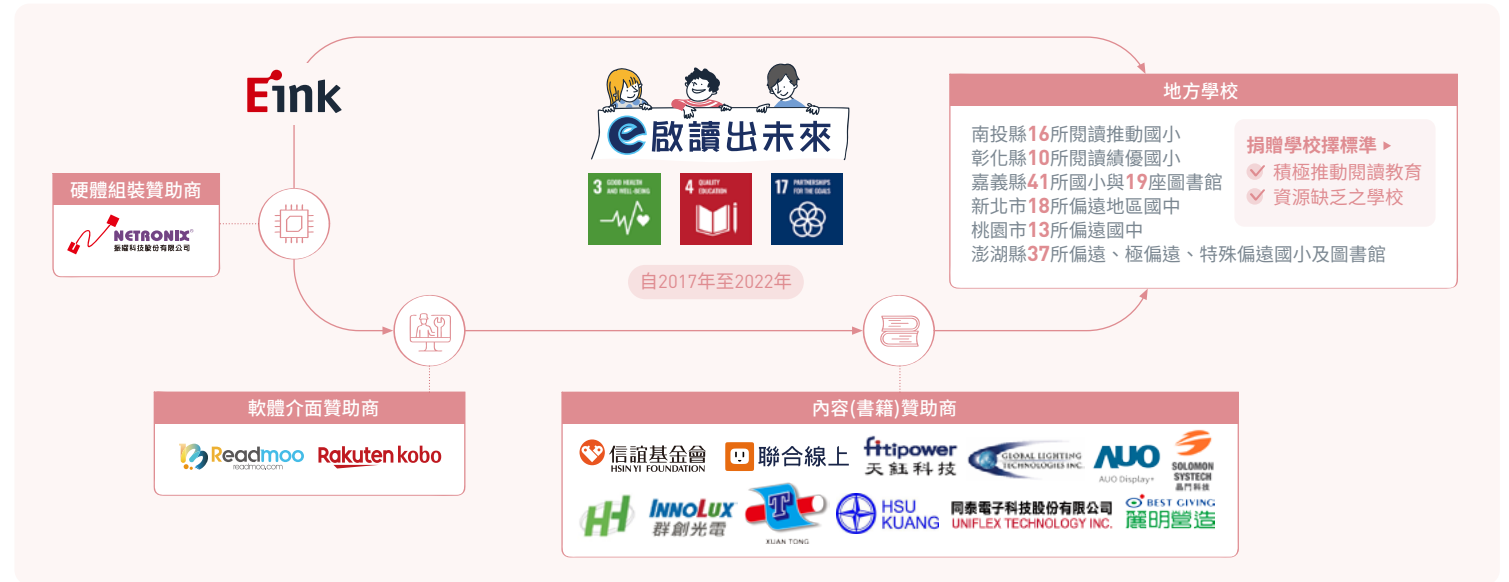 Eink
e啟讀出未來
3 GOOD HEALTH
AND WELL-BEING
4 QUALITY
EDUCATION
17 PARTNERSHIPS
FOR THE GOALS
自2017年至2022年
地方學校
南投縣16所閱讀推動國小
彰化縣10所閱讀績優國小
嘉義縣41所國小與19座圖書館
新北市18所偏遠地區國中
桃園市13所偏遠國中
澎湖縣37所偏遠、極偏遠、特殊偏遠國小及圖書館
捐贈學校擇標準
積極推動閱讀教育
資源缺乏之學校
硬體組裝贊助商
NETRONIX
振曜科技股份有限公司
軟體介面贊助商
Readmoo
readmoo.com
Rakuten kobo
內容(書籍)贊助商
信誼基金會
HSIN YI FOUNDATION
聯合線上
fitipower
天鈺科技
GLOBAL LIGHTING
TECHNOLOGIES INC.
AUO
AUO Display+
SOLOMON
SYSTECH
晶門科技
INNOLUX
群創光電
T
XUAN TONG
HSU
KUANG
同泰電子科技股份有限公司
UNIFLEX TECHNOLOGY INC.
BEST GIVING
麗明營造